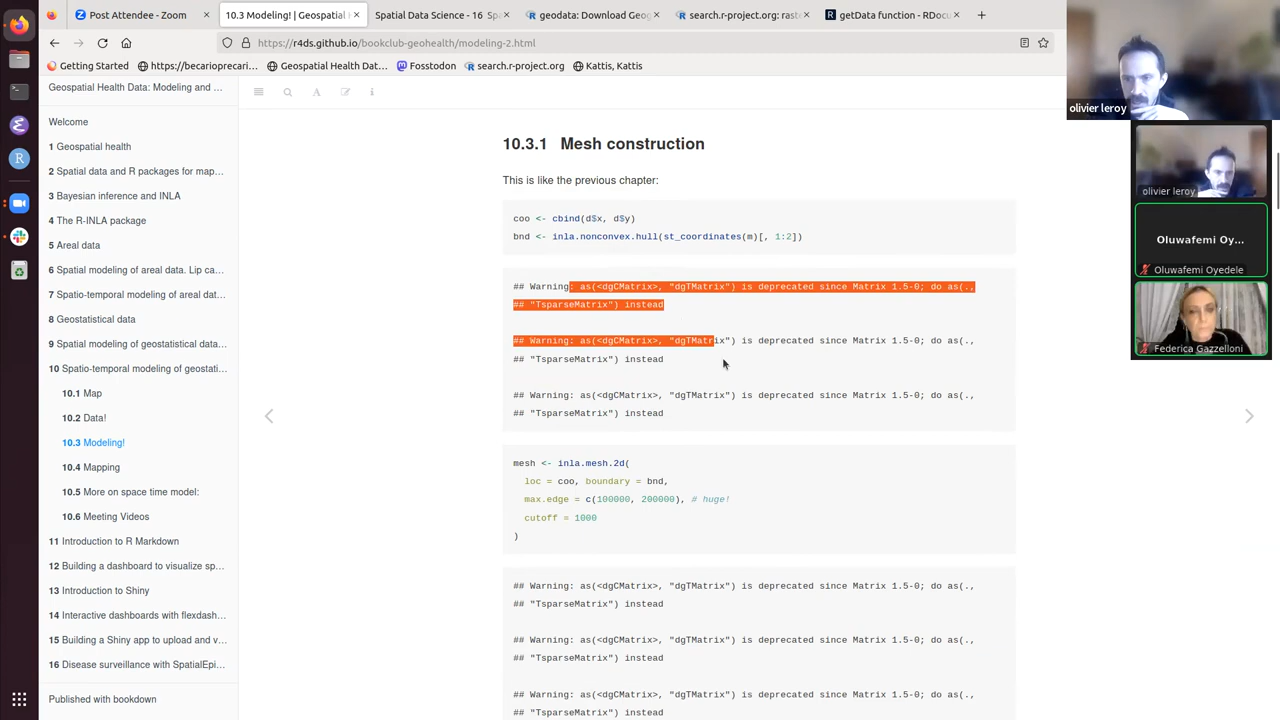 Post Attendee - Zoom
10.3 Modeling! | Geospatial
Spatial Data Science - 16 Sp
geodata: Download Geog
search.r-project.org: rast
getData function - RDocu
https://r4ds.github.io/bookclub-geohealth/modeling-2.html
Getting Started
https://becarioprecari...
Geospatial Health Dat...
Fosstodon
search.r-project.org
Kattis, Kattis
Geospatial Health Data: Modeling and ...
Welcome
1 Geospatial health
2 Spatial data and R packages for map...
3 Bayesian inference and INLA
4 The R-INLA package
5 Areal data
6 Spatial modeling of areal data. Lip ca...
7 Spatio-temporal modeling of areal dat...
8 Geostatistical data
9 Spatial modeling of geostatistical data...
10 Spatio-temporal modeling of geostati...
10.1 Map
10.2 Data!
10.3 Modeling!
10.4 Mapping
10.5 More on space time model:
10.6 Meeting Videos
11 Introduction to R Markdown
12 Building a dashboard to visualize sp...
13 Introduction to Shiny
14 Interactive dashboards with flexdash...
15 Building a Shiny app to upload and v...
16 Disease surveillance with SpatialEpi...
Published with bookdown
10.3.1 Mesh construction
This is like the previous chapter:
coo <- cbind(d$x, d$y)
bnd <- inla.nonconvex.hull(st_coordinates(m)[, 1:2])
## Warning: as(<dgCMatrix>, "dgTMatrix") is deprecated since Matrix 1.5-0; do as(.,
## "TsparseMatrix") instead
## Warning: as(<dgCMatrix>, "dgTMatrix") is deprecated since Matrix 1.5-0; do as(.,
## "TsparseMatrix") instead
## Warning: as(<dgCMatrix>, "dgTMatrix") is deprecated since Matrix 1.5-0; do as(.,
## "TsparseMatrix") instead
mesh <- inla.mesh.2d(
loc = coo, boundary = bnd,
max.edge = c(100000, 200000), # huge!
cutoff = 1000
)
## Warning: as(<dgCMatrix>, "dgTMatrix") is deprecated since Matrix 1.5-0; do as(.,
## "TsparseMatrix") instead
## Warning: as(<dgCMatrix>, "dgTMatrix") is deprecated since Matrix 1.5-0; do as(.,
## "TsparseMatrix") instead
## Warning: as(<dgCMatrix>, "dgTMatrix") is deprecated since Matrix 1.5-0; do as(.,
## "TsparseMatrix") instead
olivier leroy
olivier leroy
Oluwafemi Oy...
Oluwafemi Oyedele
Federica Gazzelloni